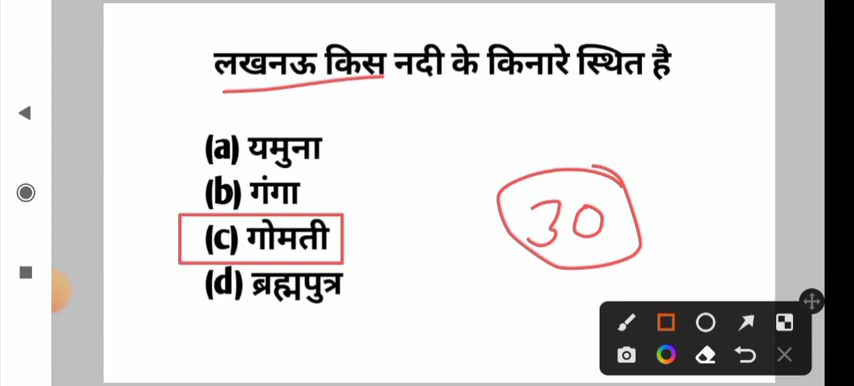 लखनऊ किस नदी के किनारे स्थित है
(a) यमुना
(b) गंगा
(c) गोमती
(d) ब्रह्मपुत्र
30